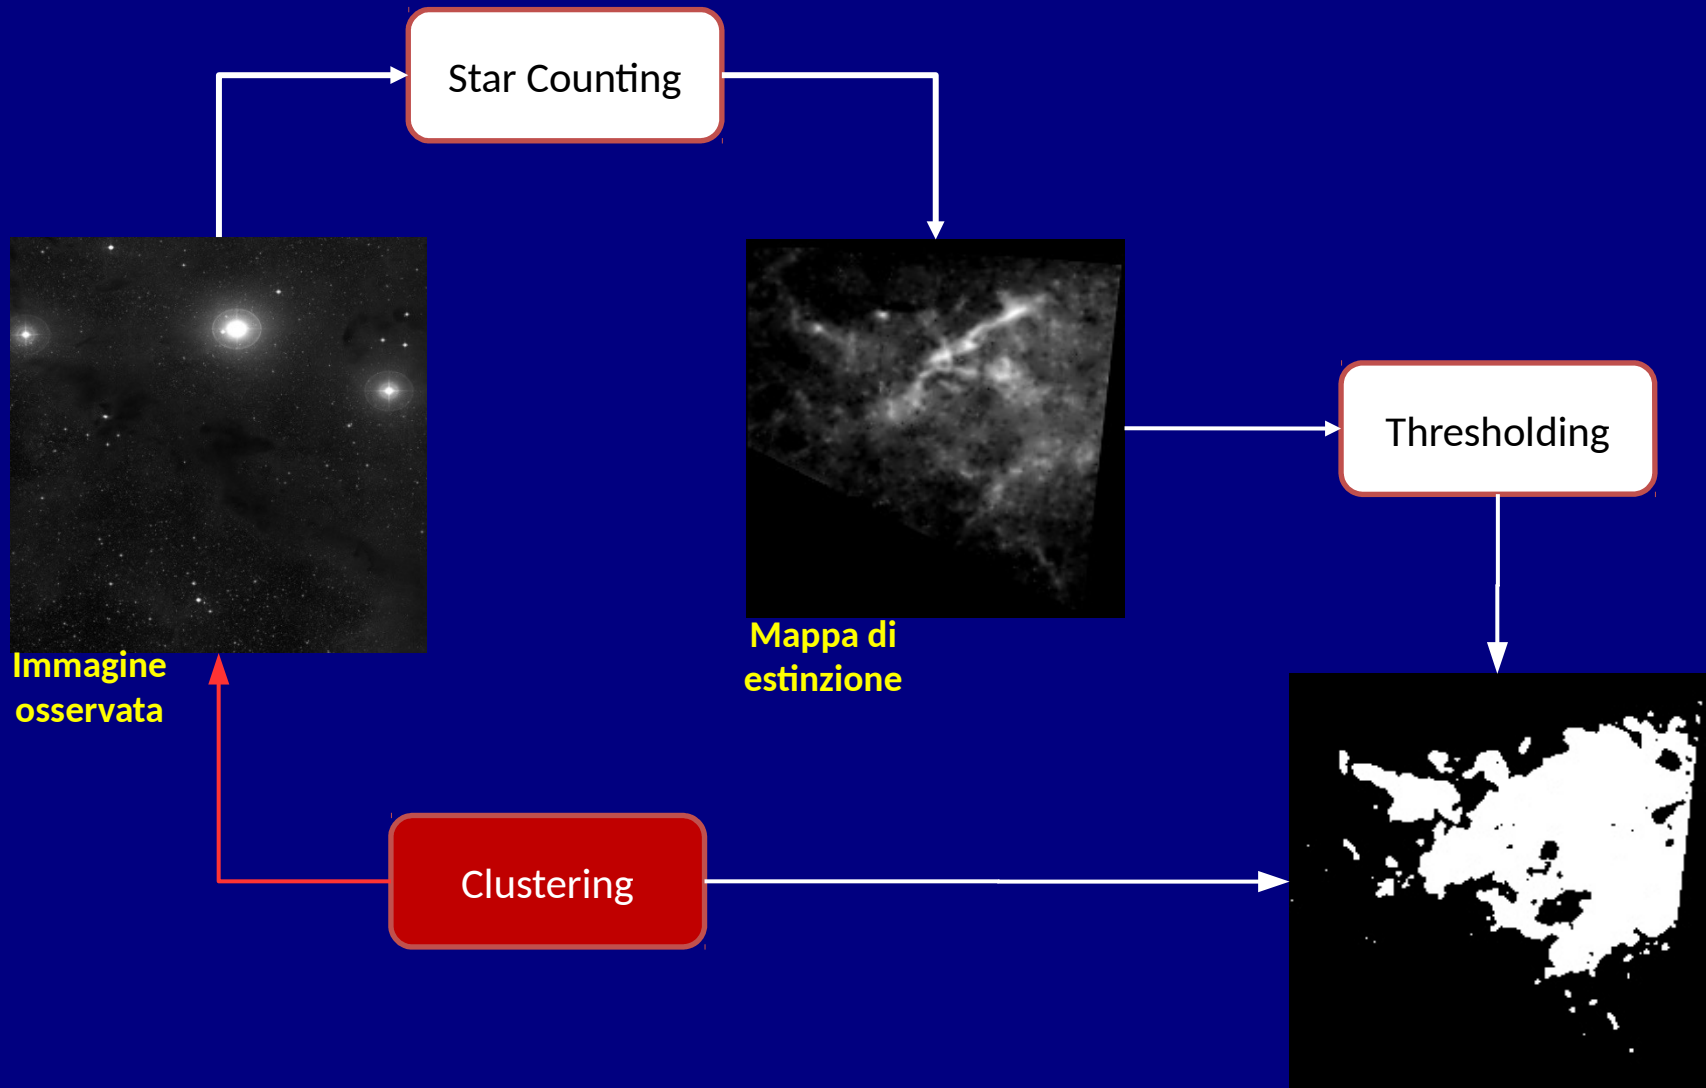 Star Counting
Thresholding
Mappa di
estinzione
Immagine
osservata
Clustering